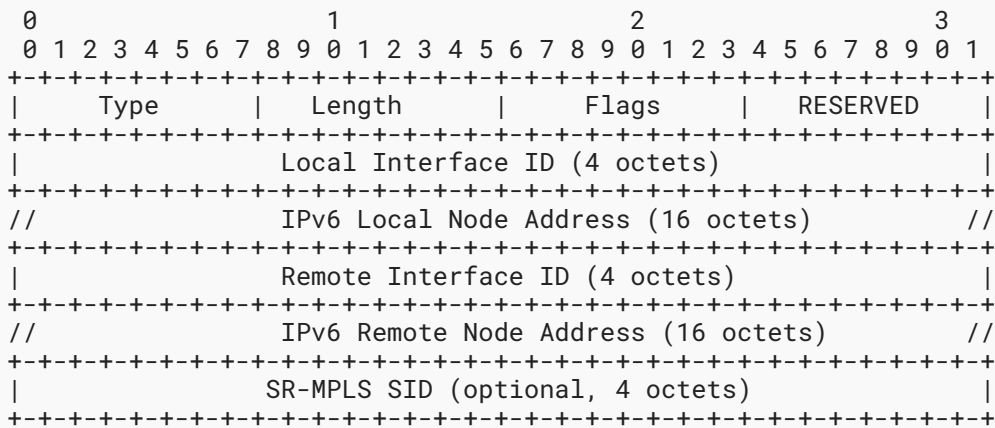 0                   1                   2                   3
 0 1 2 3 4 5 6 7 8 9 0 1 2 3 4 5 6 7 8 9 0 1 2 3 4 5 6 7 8 9 0 1
+-+-+-+-+-+-+-+-+-+-+-+-+-+-+-+-+-+-+-+-+-+-+-+-+-+-+-+-+-+-+-+-+
|     Type      |   Length      |     Flags     |   RESERVED    |
+-+-+-+-+-+-+-+-+-+-+-+-+-+-+-+-+-+-+-+-+-+-+-+-+-+-+-+-+-+-+-+-+
|                 Local Interface ID (4 octets)                 |
+-+-+-+-+-+-+-+-+-+-+-+-+-+-+-+-+-+-+-+-+-+-+-+-+-+-+-+-+-+-+-+-+
//                IPv6 Local Node Address (16 octets)          //
+-+-+-+-+-+-+-+-+-+-+-+-+-+-+-+-+-+-+-+-+-+-+-+-+-+-+-+-+-+-+-+-+
|                 Remote Interface ID (4 octets)                |
+-+-+-+-+-+-+-+-+-+-+-+-+-+-+-+-+-+-+-+-+-+-+-+-+-+-+-+-+-+-+-+-+
//                IPv6 Remote Node Address (16 octets)         //
+-+-+-+-+-+-+-+-+-+-+-+-+-+-+-+-+-+-+-+-+-+-+-+-+-+-+-+-+-+-+-+-+
|                SR-MPLS SID (optional, 4 octets)               |
+-+-+-+-+-+-+-+-+-+-+-+-+-+-+-+-+-+-+-+-+-+-+-+-+-+-+-+-+-+-+-+-+